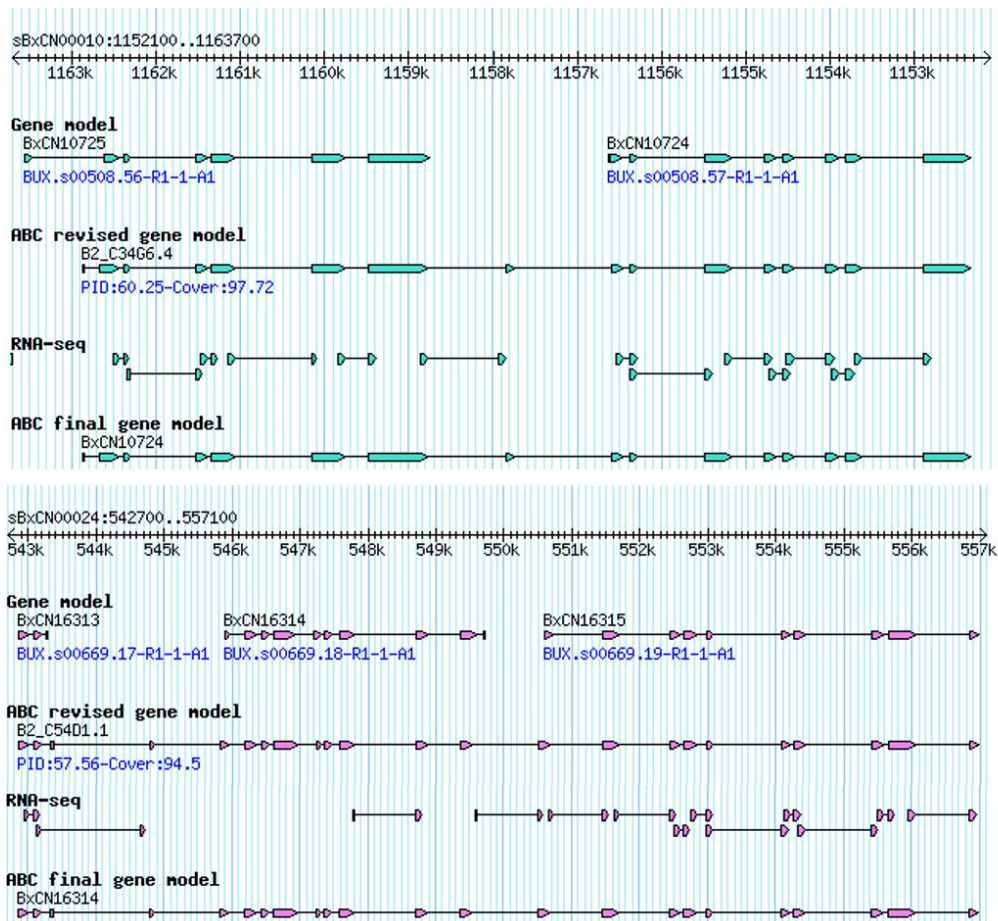 sBxCN00010:1152100..1163700
1163k 1162k 1161k 1160k 1159k 1158k 1157k 1156k 1155k 1154k 1153k
Gene model
BxCN10725 BxCN10724
BUX.s00508.56-R1-1-A1 BUX.s00508.57-R1-1-A1
ABC revised gene model
B2_C34G6.4
PID:60.25-Cover:97.72
RNA-seq
ABC final gene model
BxCN10724
sBxCN00024:542700..557100
543k 544k 545k 546k 547k 548k 549k 550k 551k 552k 553k 554k 555k 556k 557k
Gene model
BxCN16313 BxCN16314 BxCN16315
BUX.s00669.17-R1-1-A1 BUX.s00669.18-R1-1-A1 BUX.s00669.19-R1-1-A1
ABC revised gene model
B2_C54D1.1
PID:57.56-Cover:94.5
RNA-seq
ABC final gene model
BxCN16314